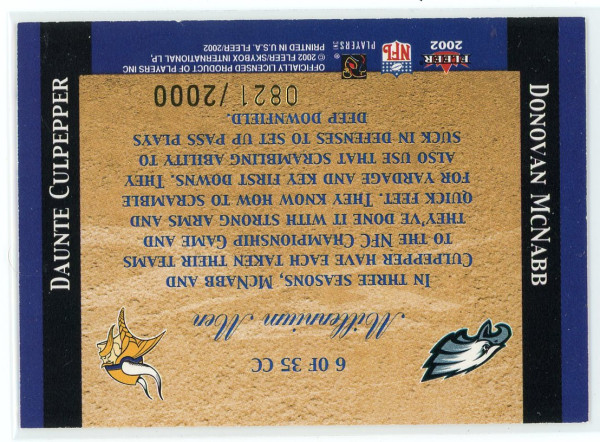 6 OF 35 CC
Millennium Men
IN THREE SEASONS, MCNABB AND
CULPEPPER HAVE EACH TAKEN THEIR TEAMS
TO THE NFC CHAMPIONSHIP GAME AND
THEY'VE DONE IT WITH STRONG ARMS AND
QUICK FEET. THEY KNOW HOW TO SCRAMBLE
FOR YARDAGE AND KEY FIRST DOWNS. THEY
ALSO USE THAT SCRAMBLING ABILITY TO
SUCK IN DEFENSES TO SET UP PASS PLAYS
DEEP DOWNFIELD.
0821/2000
DONOVAN MCNABB
DAUNTE CULPEPPER
FLEER
2002
NFL
PLAYERS
OFFICIALLY LICENSED PRODUCT OF PLAYERS INC
© 2002 FLEER/SKYBOX INTERNATIONAL LP.
PRINTED IN U.S.A. FLEER/2002